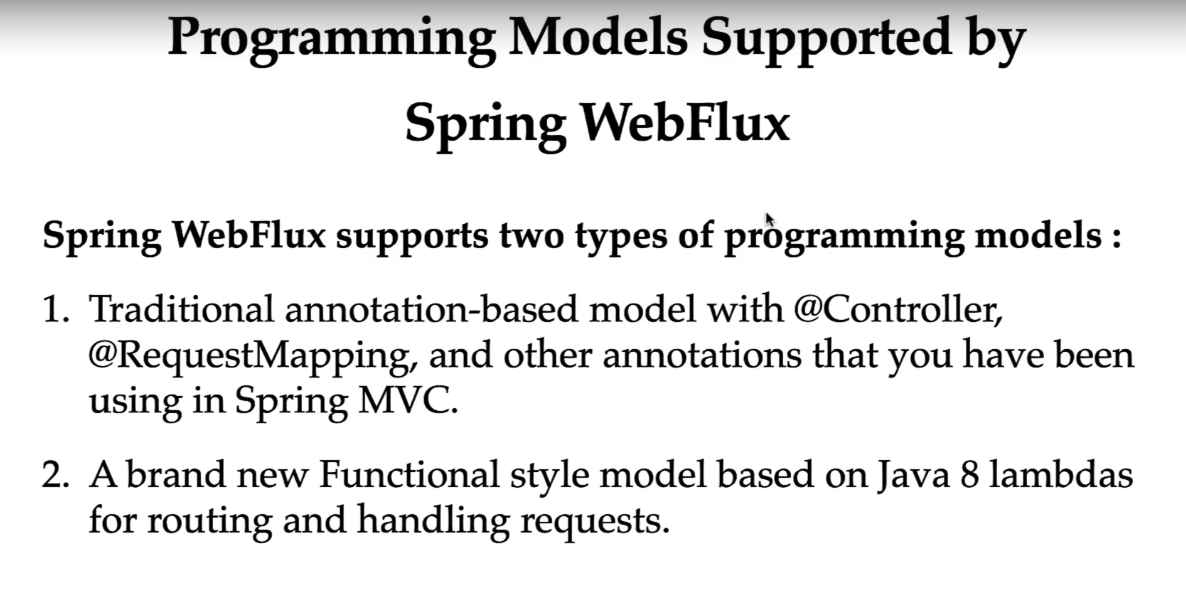 Programming Models Supported by
Spring WebFlux
Spring WebFlux supports two types of programming models :
1. Traditional annotation-based model with @Controller,
@RequestMapping, and other annotations that you have been
using in Spring MVC.
2. A brand new Functional style model based on Java 8 lambdas
for routing and handling requests.